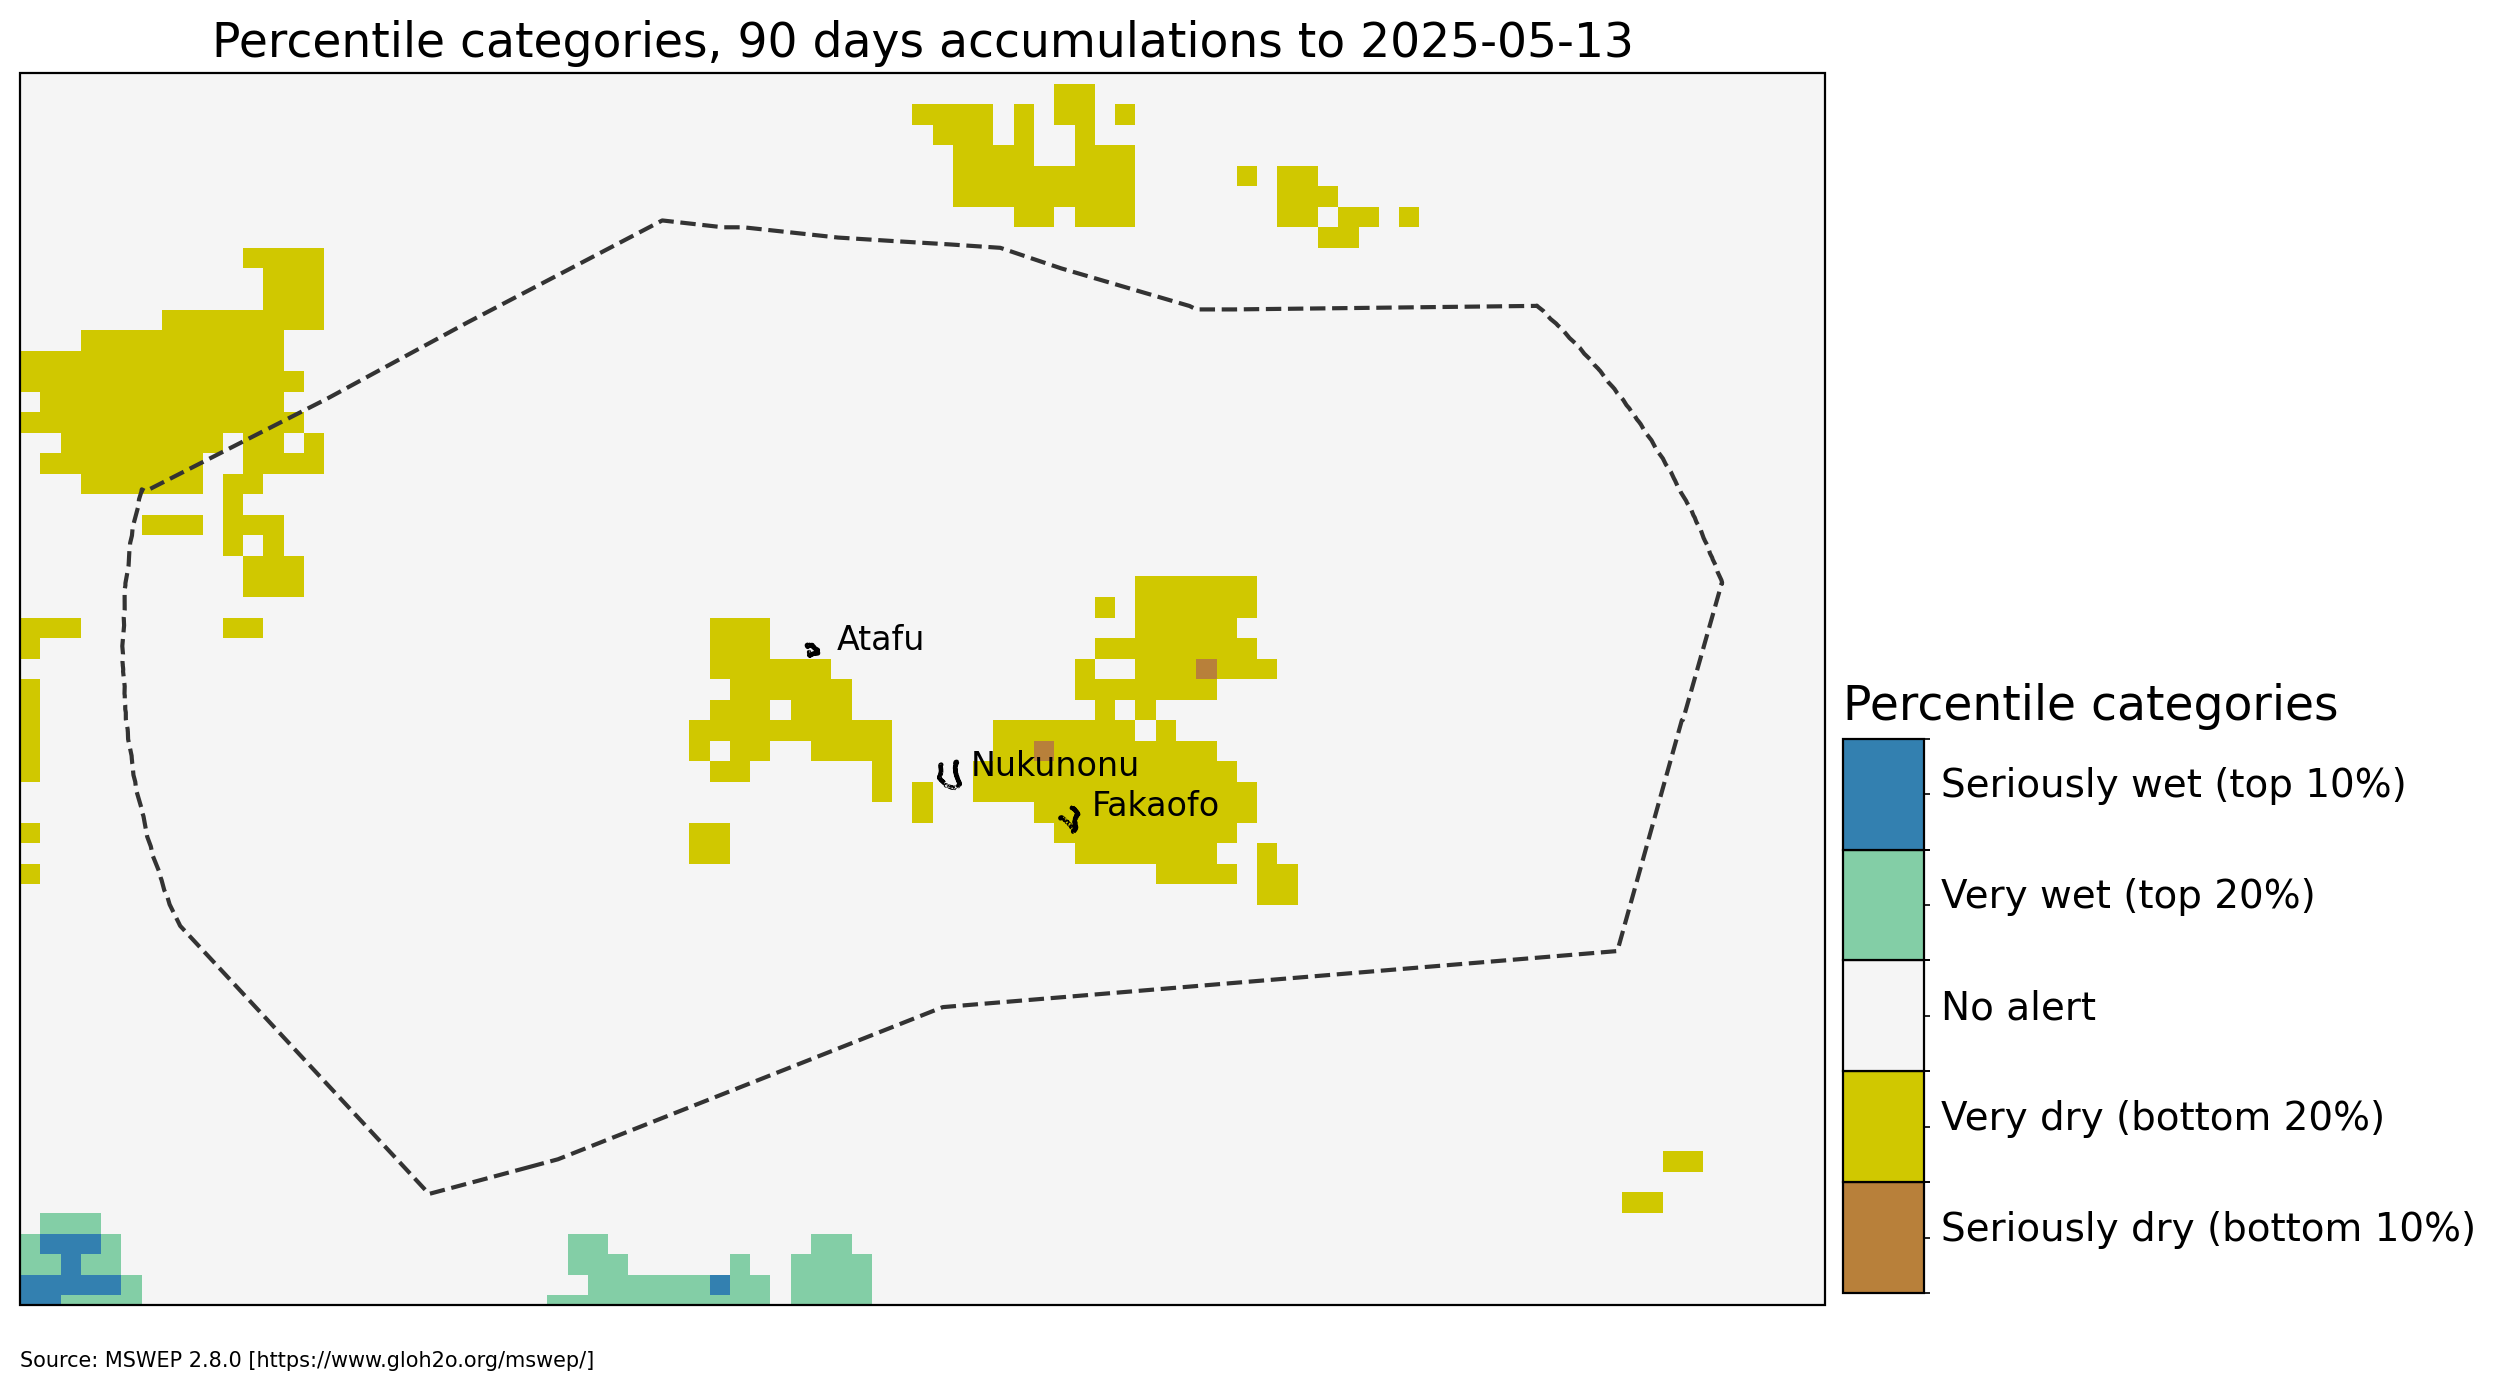 Percentile categories, 90 days accumulations to 2025-05-13
Atafu
Nukunonu
Fakaofo
Percentile categories
Seriously wet (top 10%)
Very wet (top 20%)
No alert
Very dry (bottom 20%)
Seriously dry (bottom 10%)
Source: MSWEP 2.8.0 [https://www.gloh2o.org/mswep/]